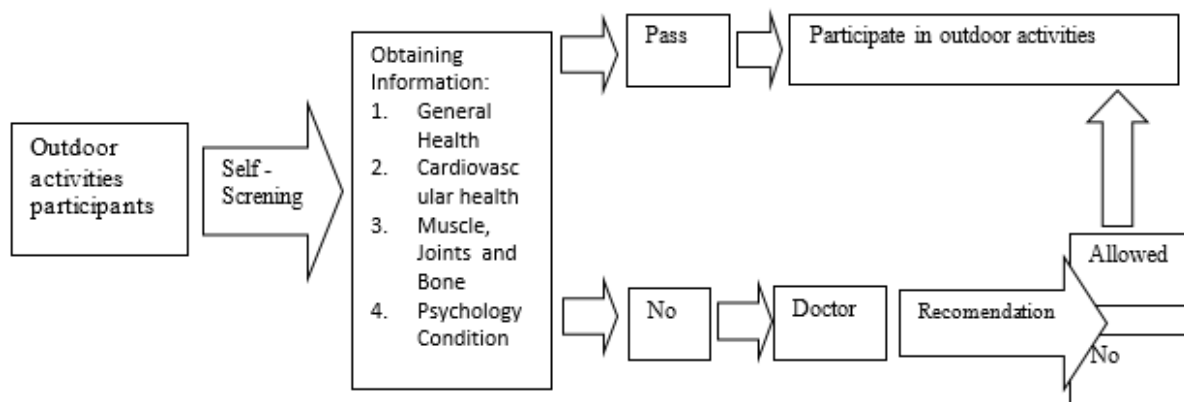 Outdoor
activities
participants
Self -
Screning
Obtaining
Information:
1. General
Health
2. Cardiovasc
ular health
3. Muscle,
Joints and
Bone
4. Psychology
Condition
Pass
Participate in outdoor activities
No
Doctor
Recomendation
Allowed
No